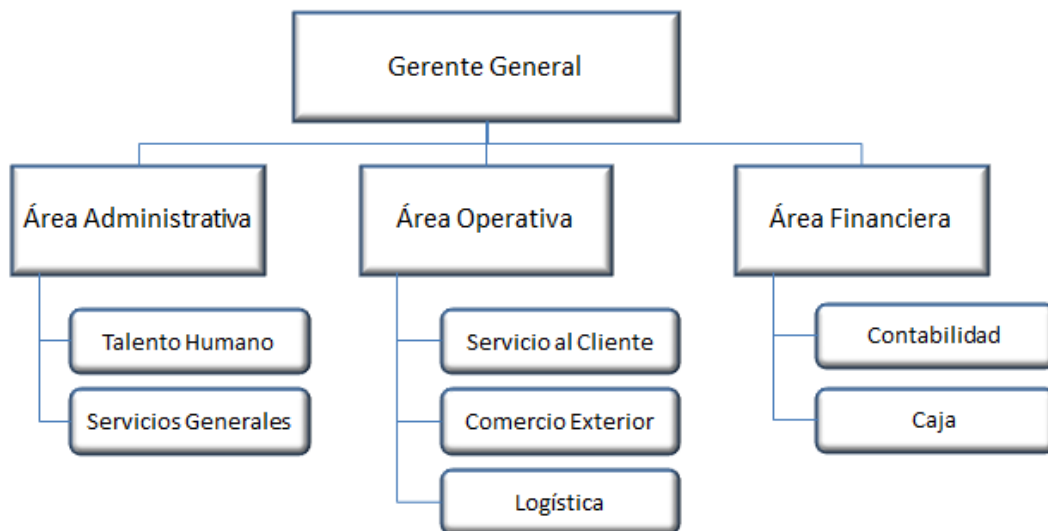 Gerente General
Área Administrativa
Área Operativa
Área Financiera
Talento Humano
Servicios Generales
Servicio al Cliente
Comercio Exterior
Logística
Contabilidad
Caja